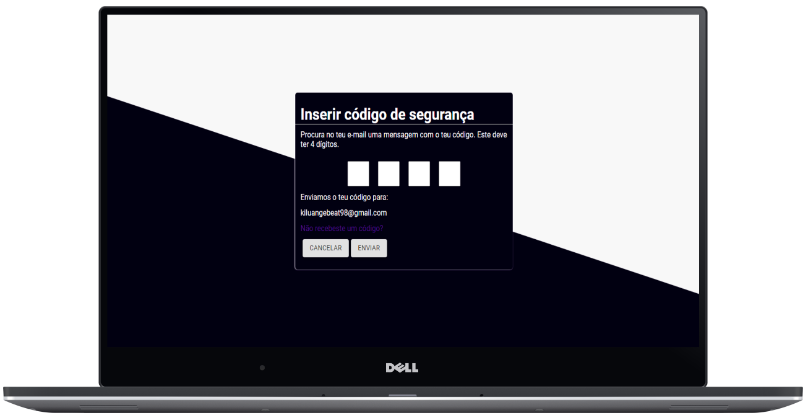 Inserir código de segurança
Procura no teu e-mail uma mensagem com o teu código. Este deve
ter 4 dígitos.
Enviamos o teu código para:
kiluangebeat98@gmail.com
Não recebeste um código?
CANCELAR ENVIAR
DELL